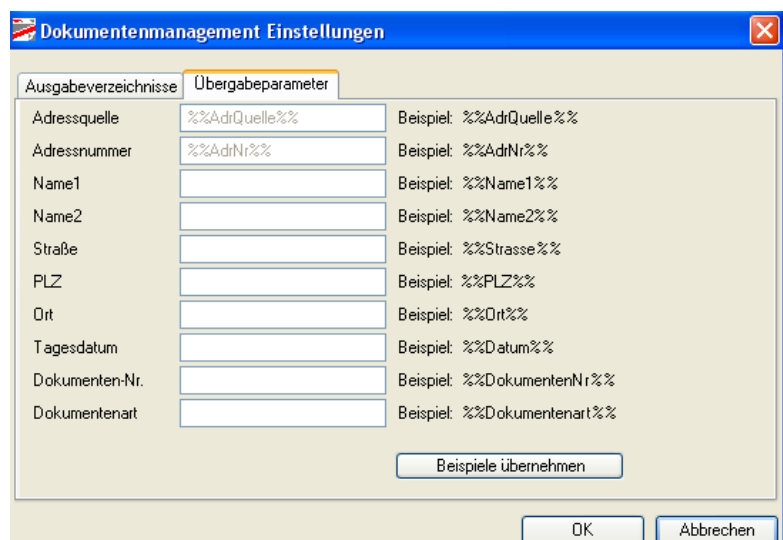 Dokumentenmanagement Einstellungen
Ausgabeverzeichnisse Übergabeparameter
Adressquelle %%AdrQuelle%% Beispiel: %%AdrQuelle%%
Adressnummer %%AdrNr%% Beispiel: %%AdrNr%%
Name1 Beispiel: %%Name1%%
Name2 Beispiel: %%Name2%%
Straße Beispiel: %%Strasse%%
PLZ Beispiel: %%PLZ%%
Ort Beispiel: %%Ort%%
Tagesdatum Beispiel: %%Datum%%
Dokumenten-Nr. Beispiel: %%DokumentenNr%%
Dokumentenart Beispiel: %%Dokumentenart%%
Beispiele übernehmen
OK Abbrechen